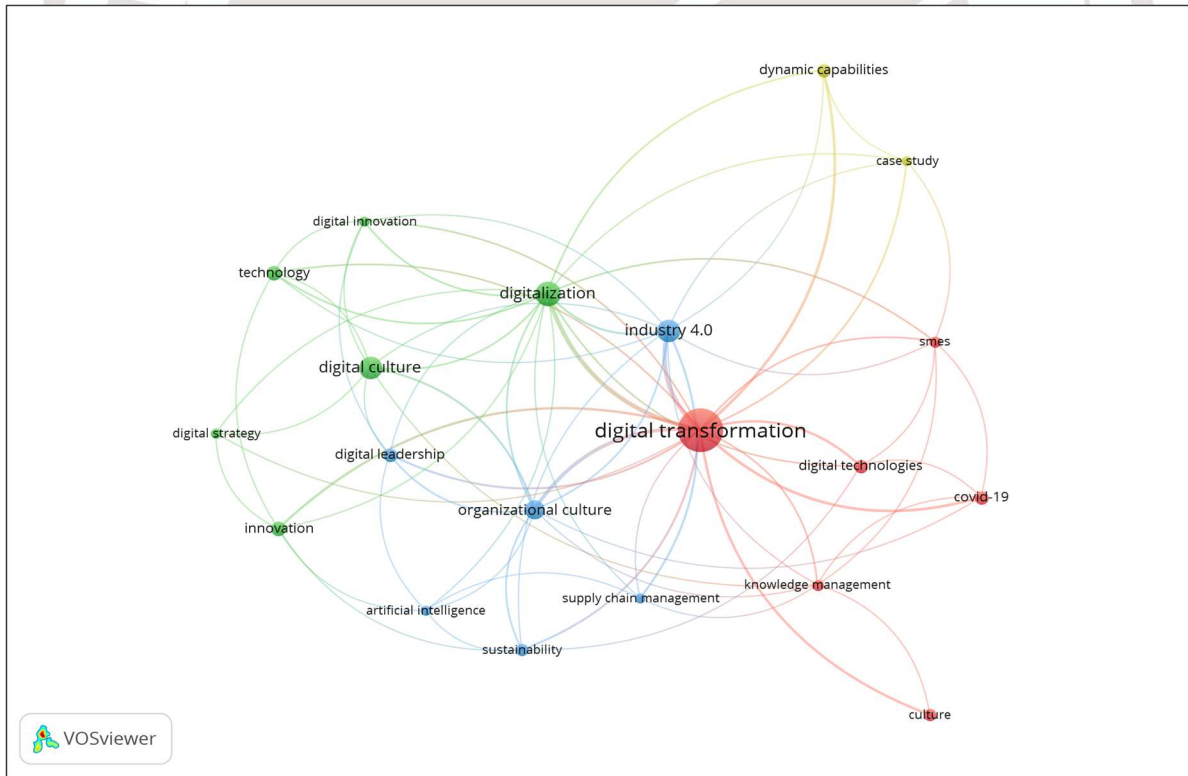 dynamic capabilities
case study
digital innovation
technology
digitalization
industry 4.0
smes
digital culture
digital transformation
digital strategy
digital leadership
digital technologies
covid-19
organizational culture
innovation
knowledge management
supply chain management
artificial intelligence
sustainability
culture
VOSviewer